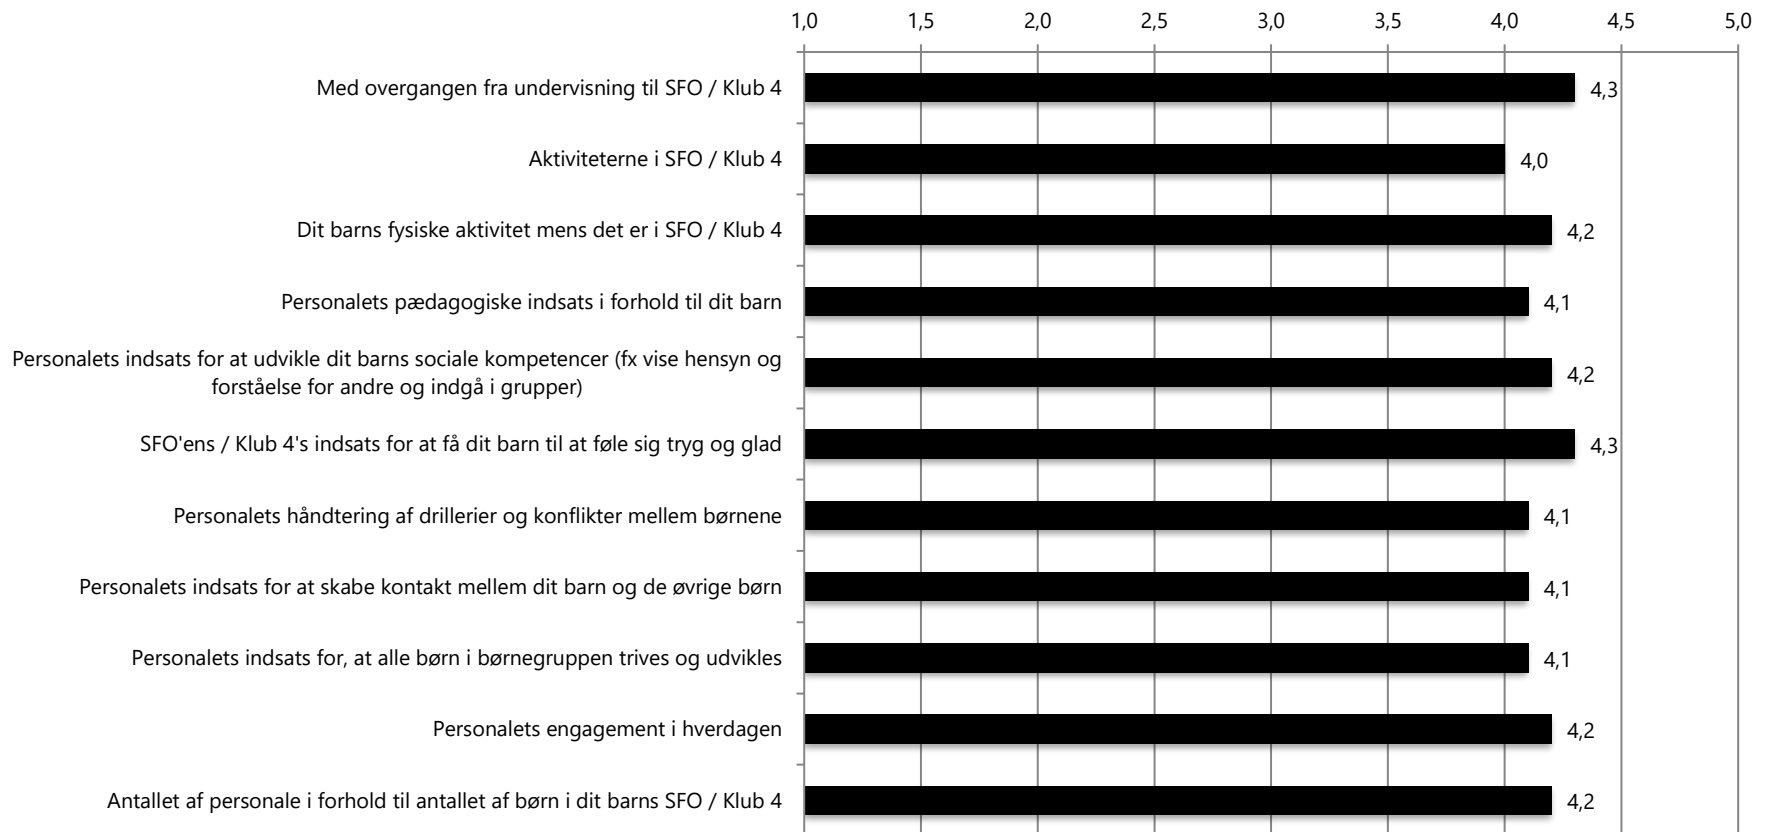 1,0 1,5 2,0 2,5 3,0 3,5 4,0 4,5 5,0
Med overgangen fra undervisning til SFO / Klub 4 4,3
Aktiviteterne i SFO / Klub 4 4,0
Dit barns fysiske aktivitet mens det er i SFO / Klub 4 4,2
Personalets pædagogiske indsats i forhold til dit barn 4,1
Personalets indsats for at udvikle dit barns sociale kompetencer (fx vise hensyn og
forståelse for andre og indgå i grupper) 4,2
SFO'ens / Klub 4's indsats for at få dit barn til at føle sig tryg og glad 4,3
Personalets håndtering af drillerier og konflikter mellem børnene 4,1
Personalets indsats for at skabe kontakt mellem dit barn og de øvrige børn 4,1
Personalets indsats for, at alle børn i børnegruppen trives og udvikles 4,1
Personalets engagement i hverdagen 4,2
Antallet af personale i forhold til antallet af børn i dit barns SFO / Klub 4 4,2